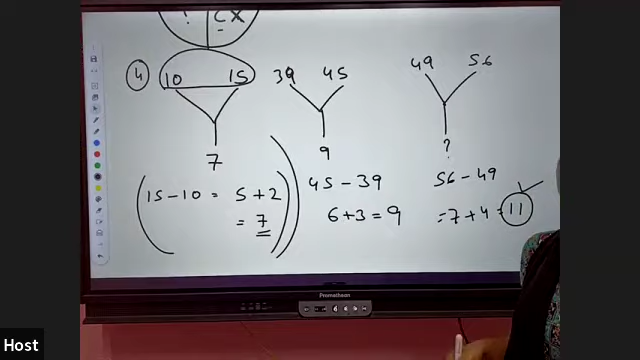 ? CX
④ 10 15 39 45 49 56
7 9 ?
(15 - 10 = 5 + 2
= 7)
45 - 39
6 + 3 = 9
56 - 49
= 7 + 4 = 11
Promethean
Host